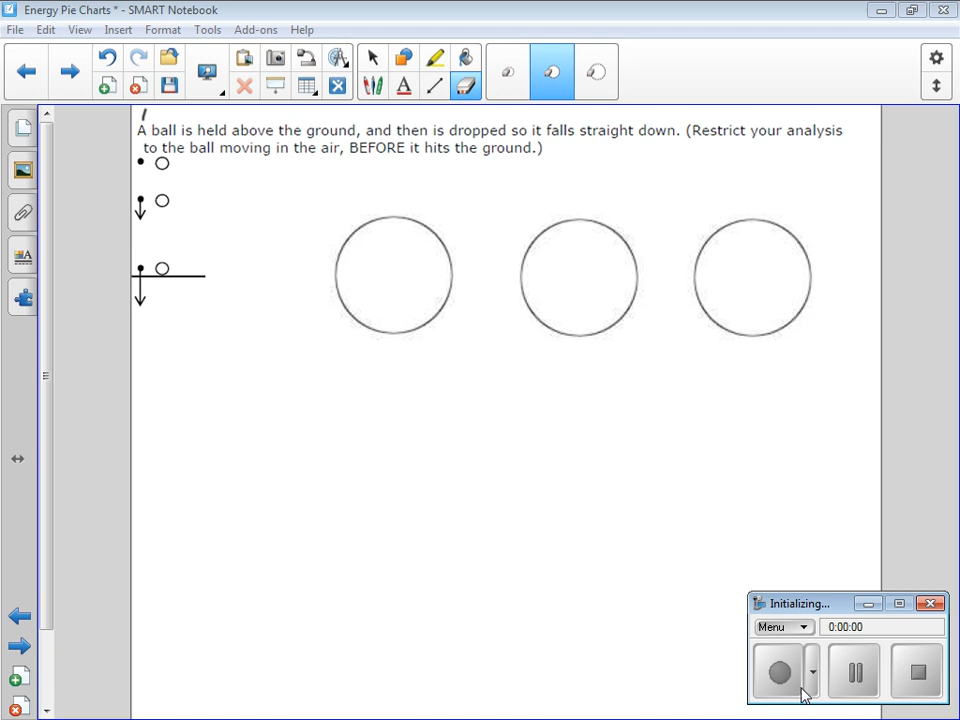 Energy Pie Charts * - SMART Notebook
File Edit View Insert Format Tools Add-ons Help
A ball is held above the ground, and then is dropped so it falls straight down. (Restrict your analysis
to the ball moving in the air, BEFORE it hits the ground.)
Initializing...
Menu 0:00:00